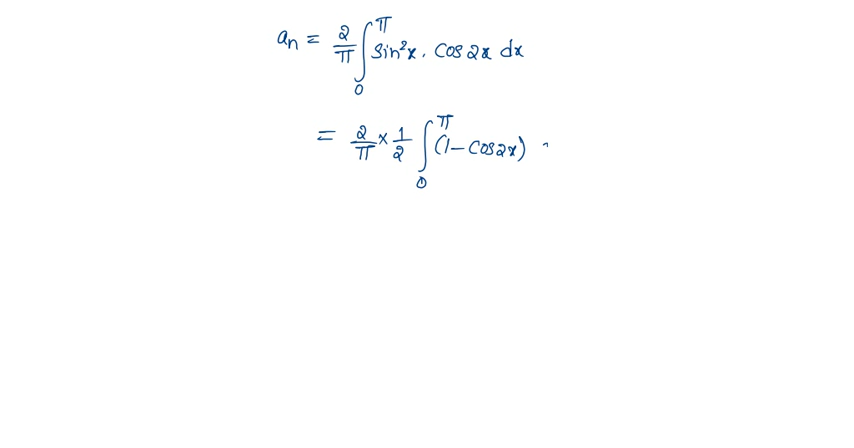 aₙ = 2/π ∫₀^π Sin²x . Cos 2x dx
= 2/π × 1/2 ∫₀^π (1 - Cos 2x) .